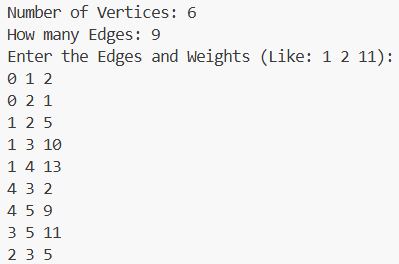 Number of Vertices: 6
How many Edges: 9
Enter the Edges and Weights (Like: 1 2 11):
0 1 2
0 2 1
1 2 5
1 3 10
1 4 13
4 3 2
4 5 9
3 5 11
2 3 5